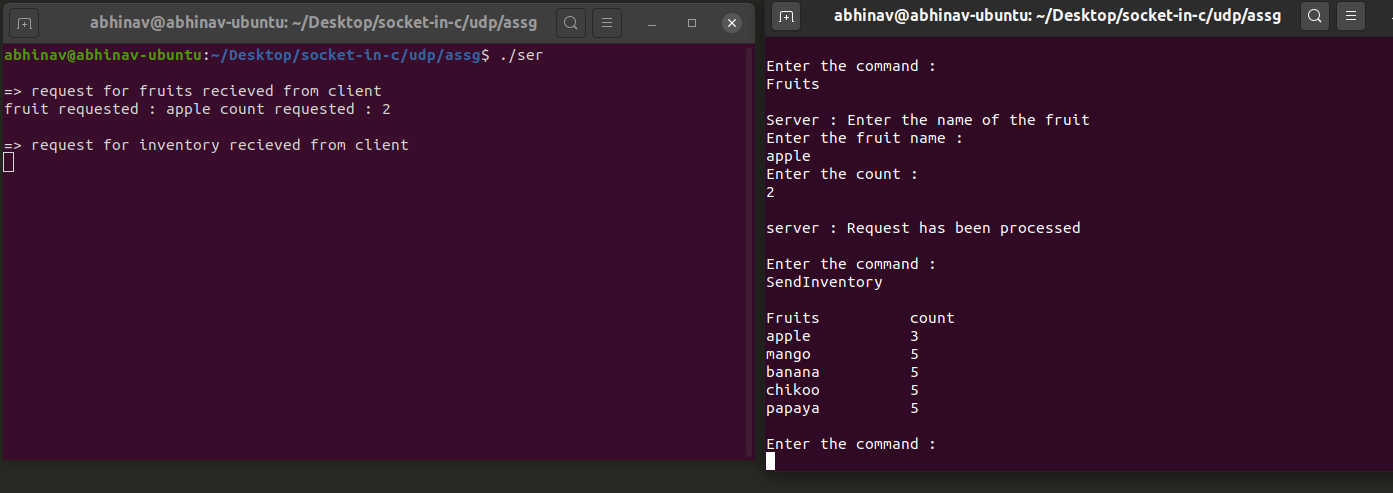 abhinav@abhinav-ubuntu: ~/Desktop/socket-in-c/udp/assg
abhinav@abhinav-ubuntu:~/Desktop/socket-in-c/udp/assg$ ./ser
=> request for fruits recieved from client
fruit requested : apple count requested : 2
=> request for inventory recieved from client
abhinav@abhinav-ubuntu: ~/Desktop/socket-in-c/udp/assg
Enter the command :
Fruits
Server : Enter the name of the fruit
Enter the fruit name :
apple
Enter the count :
2
server : Request has been processed
Enter the command :
SendInventory
Fruits count
apple 3
mango 5
banana 5
chikoo 5
papaya 5
Enter the command :